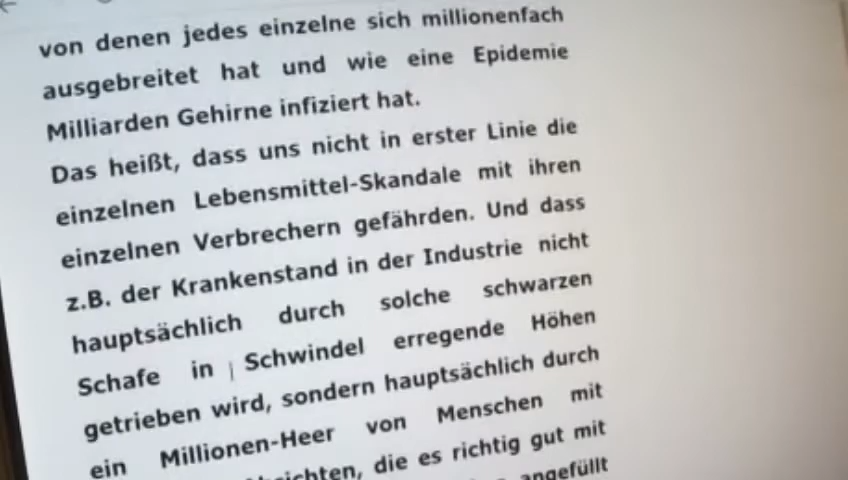 von denen jedes einzelne sich millionenfach
ausgebreitet hat und wie eine Epidemie
Milliarden Gehirne infiziert hat.
Das heißt, dass uns nicht in erster Linie die
einzelnen Lebensmittel-Skandale mit ihren
einzelnen Verbrechern gefährden. Und dass
z.B. der Krankenstand in der Industrie nicht
hauptsächlich durch solche schwarzen
Schafe in Schwindel erregende Höhen
getrieben wird, sondern hauptsächlich durch
ein Millionen-Heer von Menschen mit
die es richtig gut mit
angefüllt